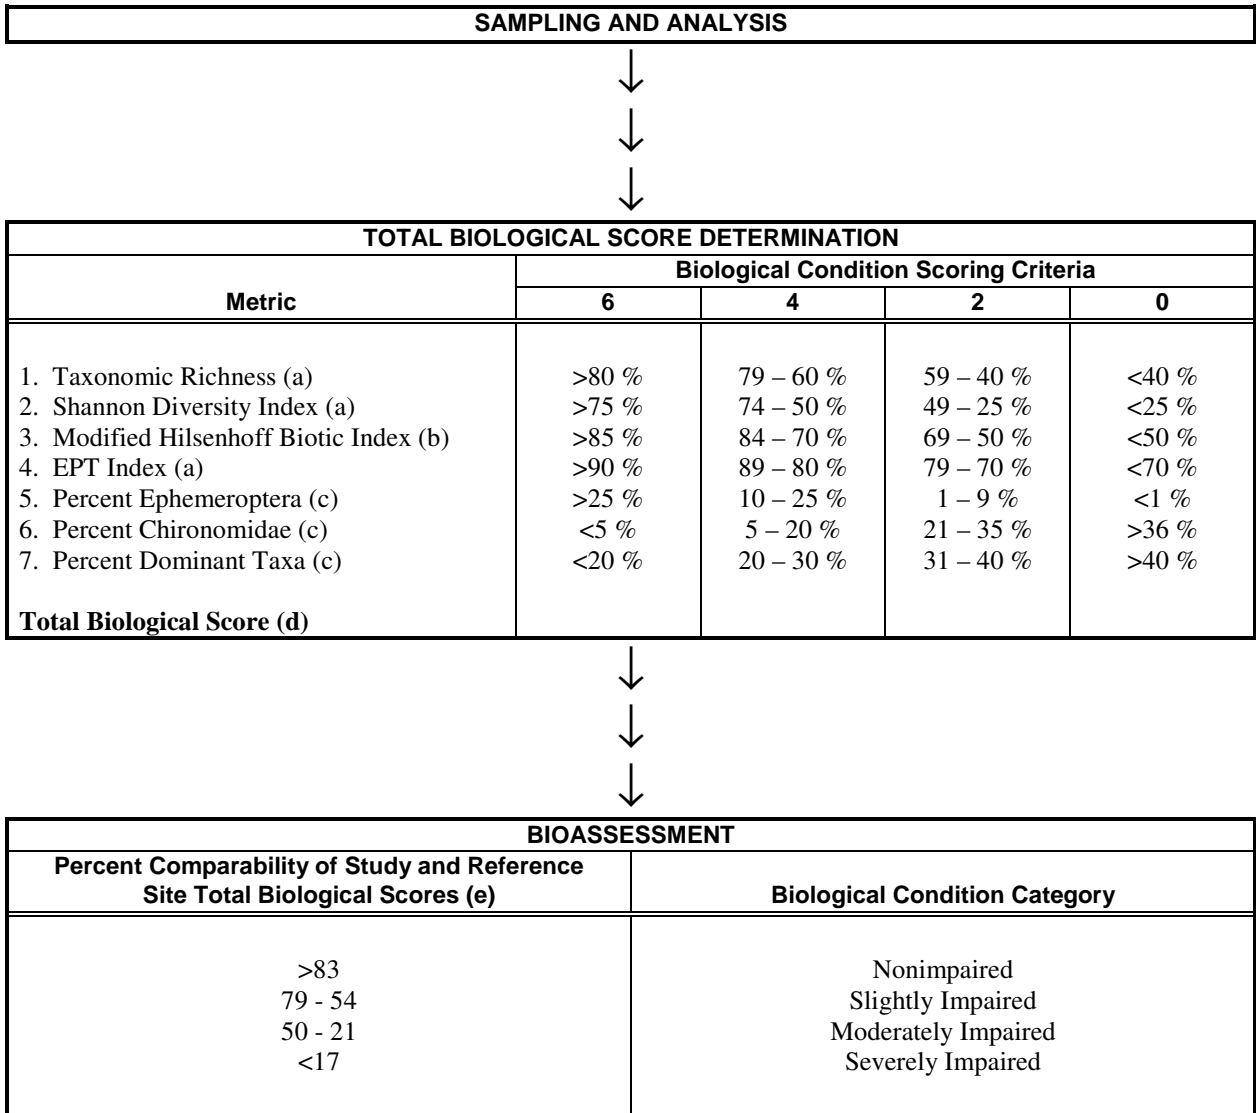 SAMPLING AND ANALYSIS
↓
↓
↓
TOTAL BIOLOGICAL SCORE DETERMINATION
Biological Condition Scoring Criteria
Metric 6 4 2 0
1. Taxonomic Richness (a) >80 % 79 – 60 % 59 – 40 % <40 %
2. Shannon Diversity Index (a) >75 % 74 – 50 % 49 – 25 % <25 %
3. Modified Hilsenhoff Biotic Index (b) >85 % 84 – 70 % 69 – 50 % <50 %
4. EPT Index (a) >90 % 89 – 80 % 79 – 70 % <70 %
5. Percent Ephemeroptera (c) >25 % 10 – 25 % 1 – 9 % <1 %
6. Percent Chironomidae (c) <5 % 5 – 20 % 21 – 35 % >36 %
7. Percent Dominant Taxa (c) <20 % 20 – 30 % 31 – 40 % >40 %
Total Biological Score (d)
↓
↓
↓
BIOASSESSMENT
Percent Comparability of Study and Reference
Site Total Biological Scores (e) Biological Condition Category
>83 Nonimpaired
79 - 54 Slightly Impaired
50 - 21 Moderately Impaired
<17 Severely Impaired